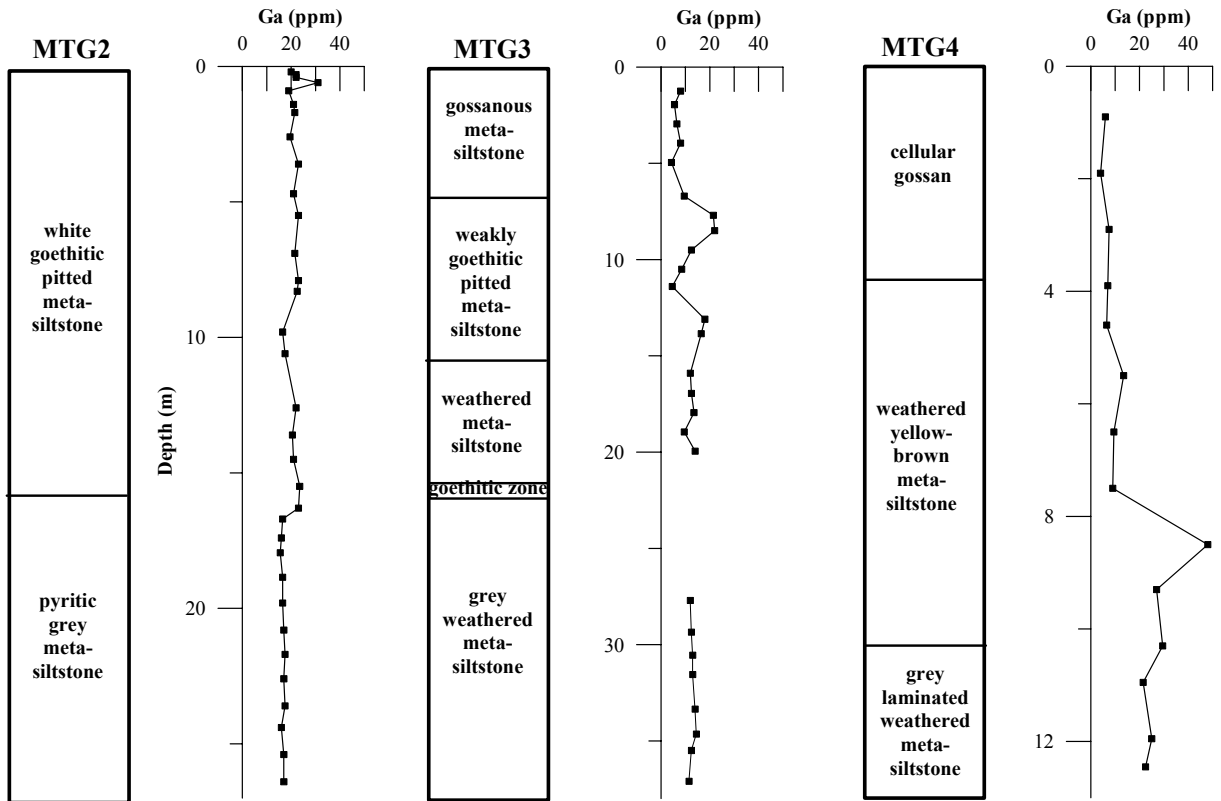 MTG2
Ga (ppm)
0 20 40
0
10
20
Depth (m)
white
goethitic
pitted
meta-
siltstone
pyritic
grey
meta-
siltstone
MTG3
Ga (ppm)
0 20 40
0
10
20
30
gossanous
meta-
siltstone
weakly
goethitic
pitted
meta-
siltstone
weathered
meta-
siltstone
goethitic zone
grey
weathered
meta-
siltstone
MTG4
Ga (ppm)
0 20 40
0
4
8
12
cellular
gossan
weathered
yellow-
brown
meta-
siltstone
grey
laminated
weathered
meta-
siltstone